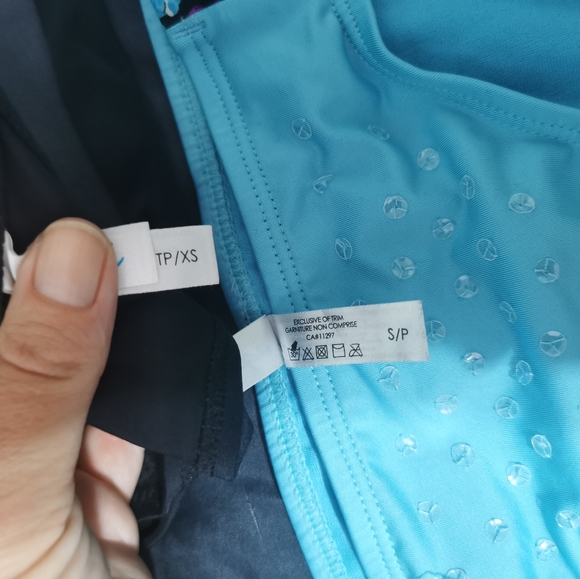 TP/XS
EXCLUSIVE OF TRIM
GARNITURE NON COMPRISE
CA#11297
S/P